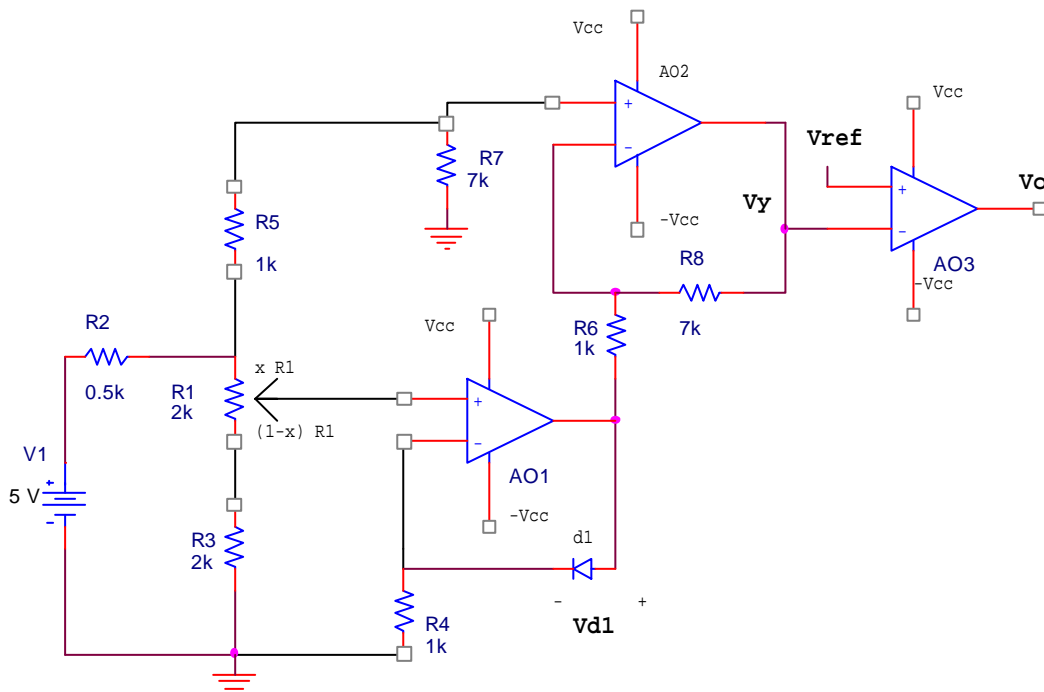 Vcc
AO2
+
-
-Vcc
R7
7k
Vref
Vcc
+
-
Vo
AO3
-Vcc
Vy
R5
1k
R8
7k
R6
1k
R2
0.5k
x R1
R1
2k
(1-x) R1
Vcc
+
-
AO1
-Vcc
V1
+
5 V
-
R3
2k
d1
- +
Vd1
R4
1k